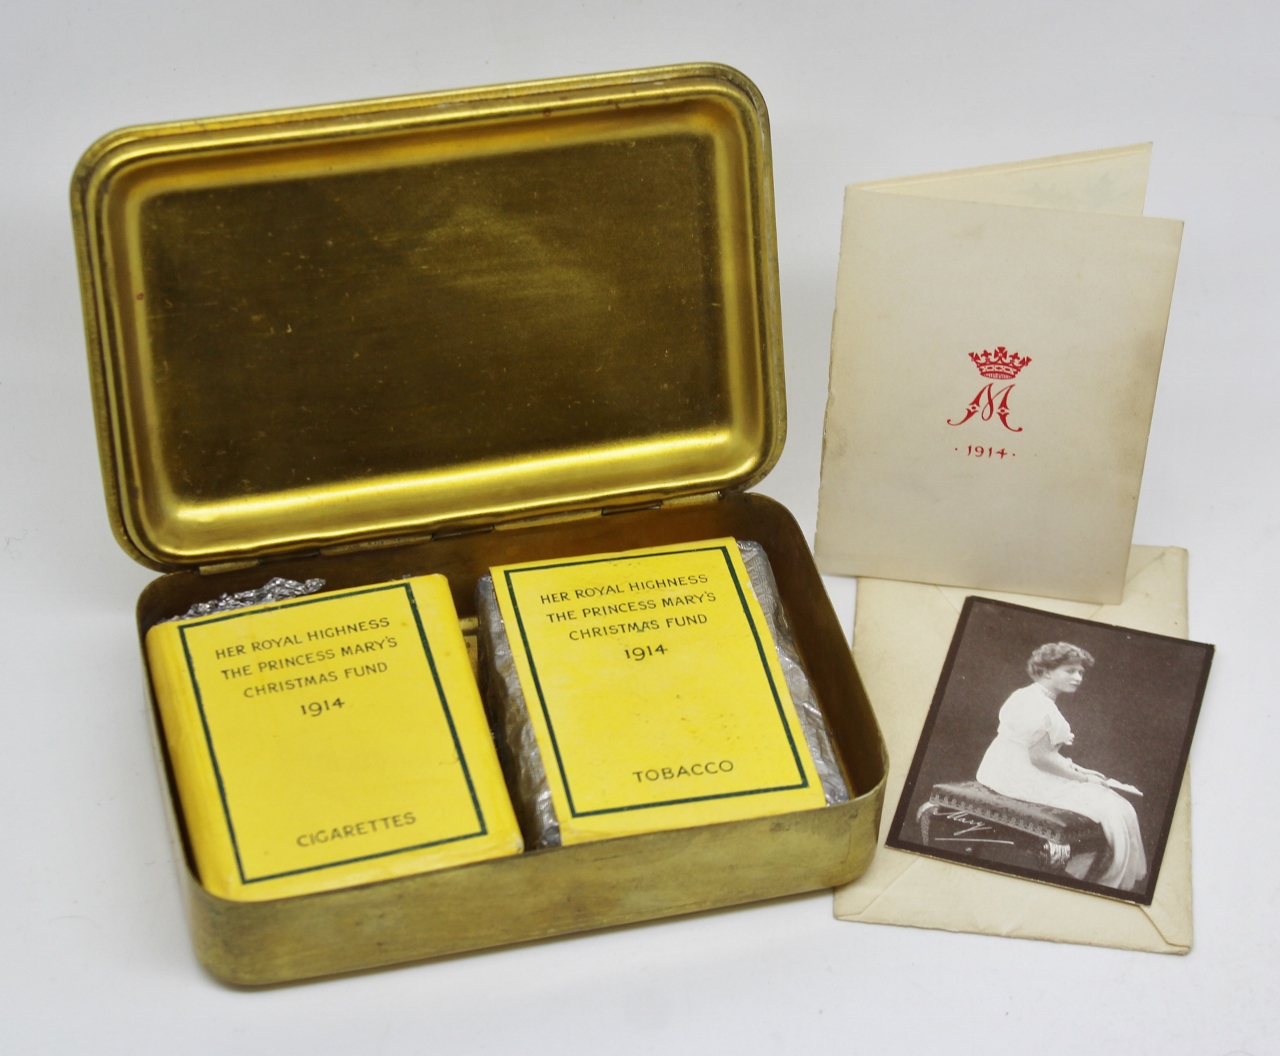 HER ROYAL HIGHNESS
THE PRINCESS MARY'S
CHRISTMAS FUND
1914
CIGARETTES
HER ROYAL HIGHNESS
THE PRINCESS MARY'S
CHRISTMAS FUND
1914
TOBACCO
M
· 1914 ·
Mary